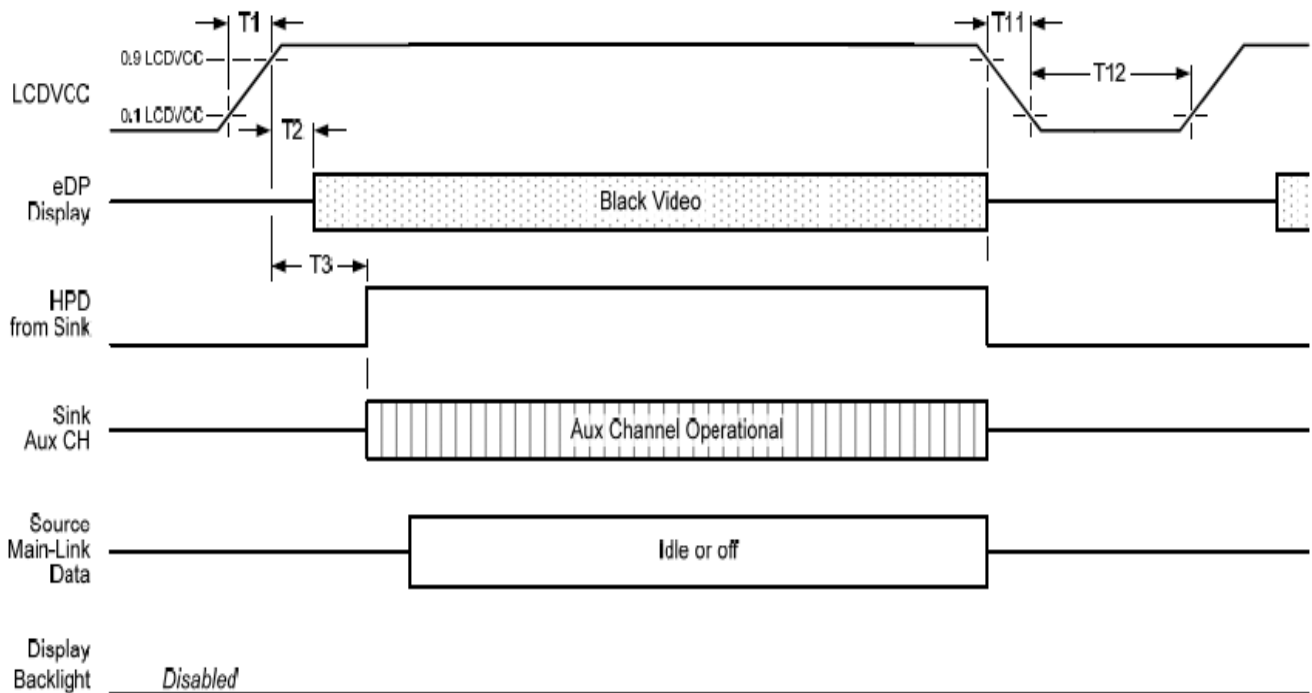 T1
T11
0.9 LCDVCC
LCDVCC
T12
0.1 LCDVCC
T2
eDP
Display
Black Video
T3
HPD
from Sink
Sink
Aux CH
Aux Channel Operational
Source
Main-Link
Data
Idle or off
Display
Backlight
Disabled